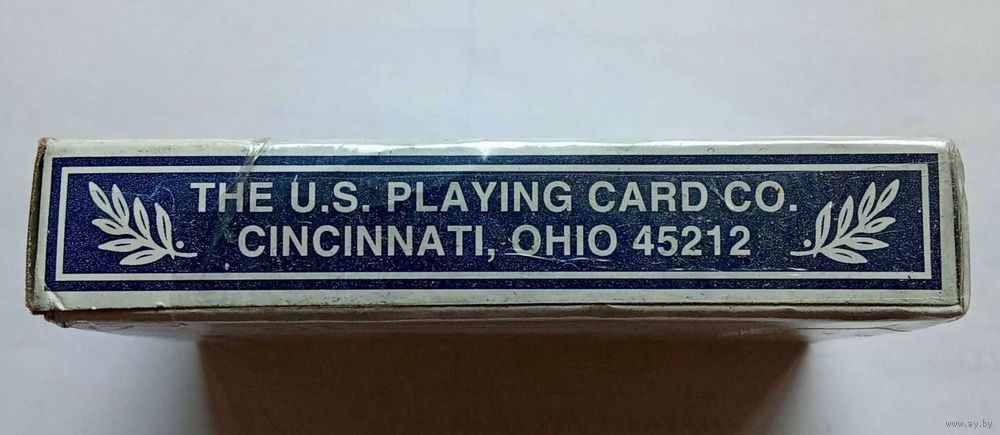 THE U.S. PLAYING CARD CO.
CINCINNATI, OHIO 45212
www.ay.by